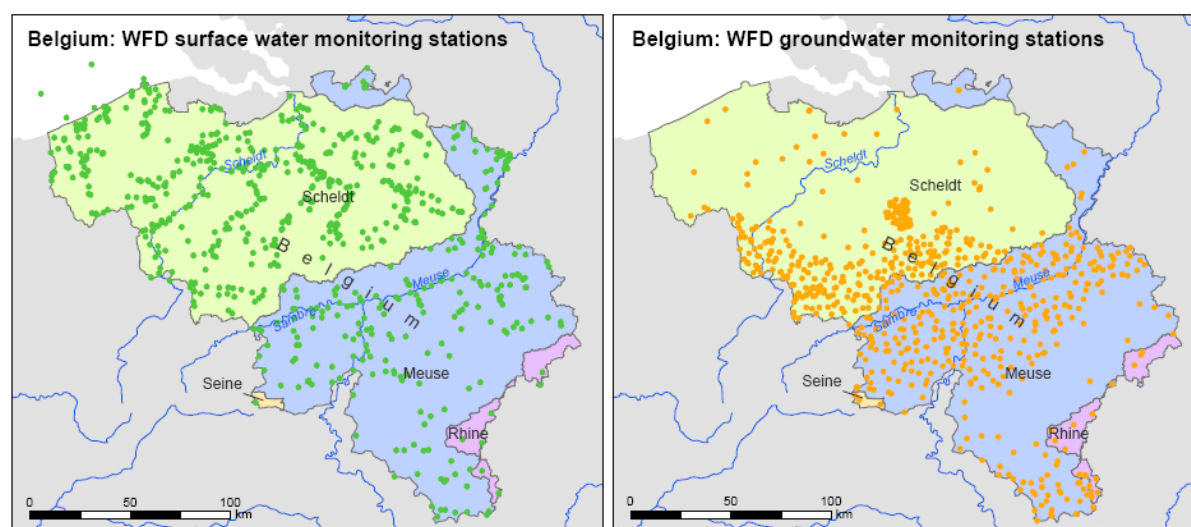 Belgium: WFD surface water monitoring stations
Scheldt
Scheldt
Belgium
Meuse
Sambre
Meuse
Seine
Rhine
0 50 100
km
Belgium: WFD groundwater monitoring stations
Scheldt
Scheldt
Belgium
Meuse
Sambre
Meuse
Seine
Rhine
0 50 100
km